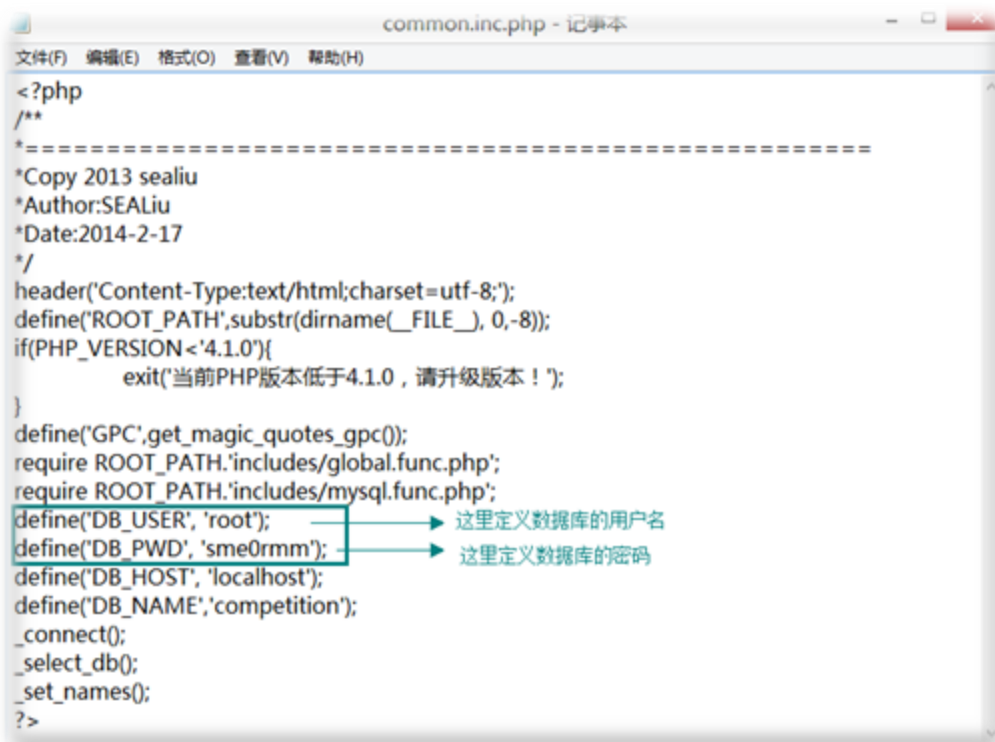 common.inc.php - 记事本
文件(F) 编辑(E) 格式(O) 查看(V) 帮助(H)
<?php
/**
*====================================================
*Copy 2013 sealiu
*Author:SEALiu
*Date:2014-2-17
*/
header('Content-Type:text/html;charset=utf-8;');
define('ROOT_PATH',substr(dirname(__FILE__), 0,-8));
if(PHP_VERSION<'4.1.0'){
exit('当前PHP版本低于4.1.0，请升级版本！');
}
define('GPC',get_magic_quotes_gpc());
require ROOT_PATH.'includes/global.func.php';
require ROOT_PATH.'includes/mysql.func.php';
define('DB_USER', 'root'); 这里定义数据库的用户名
define('DB_PWD', 'sme0rmm'); 这里定义数据库的密码
define('DB_HOST', 'localhost');
define('DB_NAME','competition');
_connect();
_select_db();
_set_names();
?>